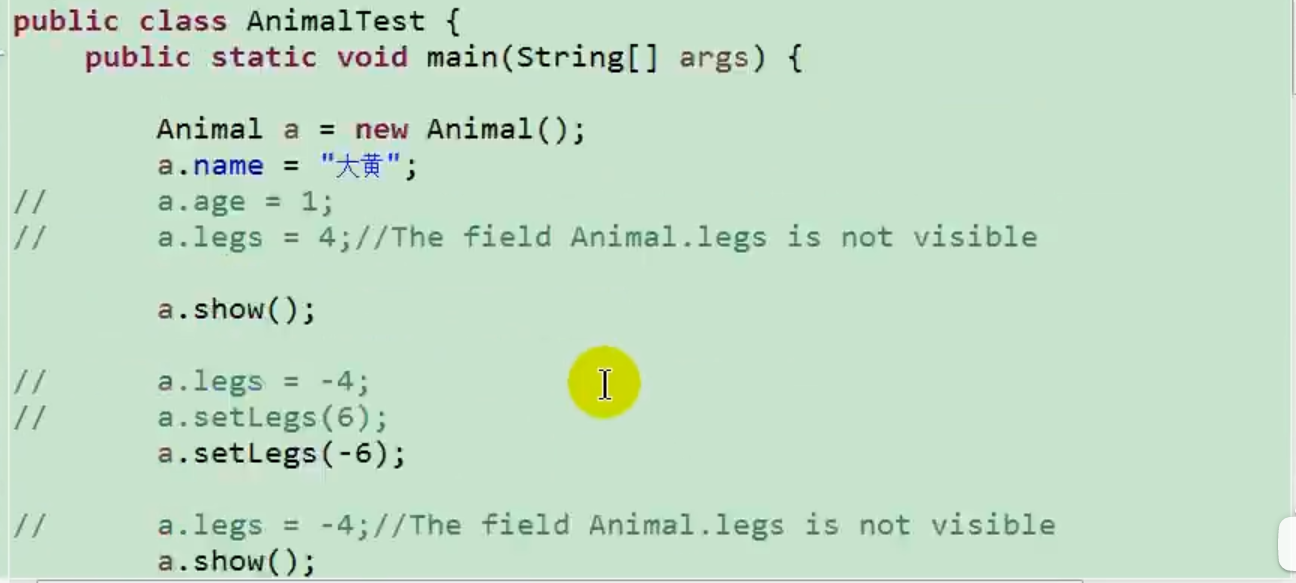 public class AnimalTest {
public static void main(String[] args) {
Animal a = new Animal();
a.name = "大黄";
// a.age = 1;
// a.legs = 4;//The field Animal.legs is not visible
a.show();
// a.legs = -4;
// a.setLegs(6);
a.setLegs(-6);
// a.legs = -4;//The field Animal.legs is not visible
a.show();